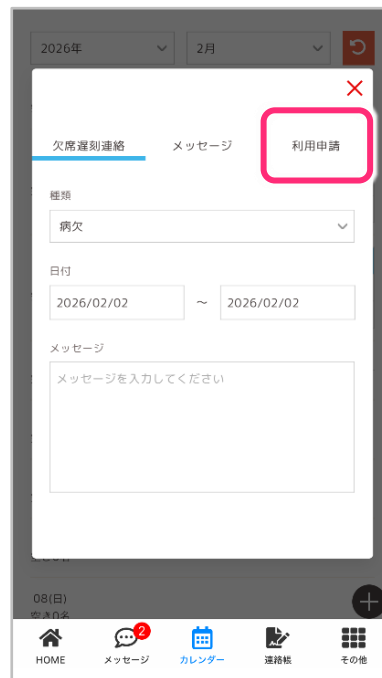 2026年 2月
欠席遅刻連絡 メッセージ 利用申請
種類
病欠
日付
2026/02/02 ～ 2026/02/02
メッセージ
メッセージを入力してください
08(日)
空き0名
2
HOME メッセージ カレンダー 連絡帳 その他